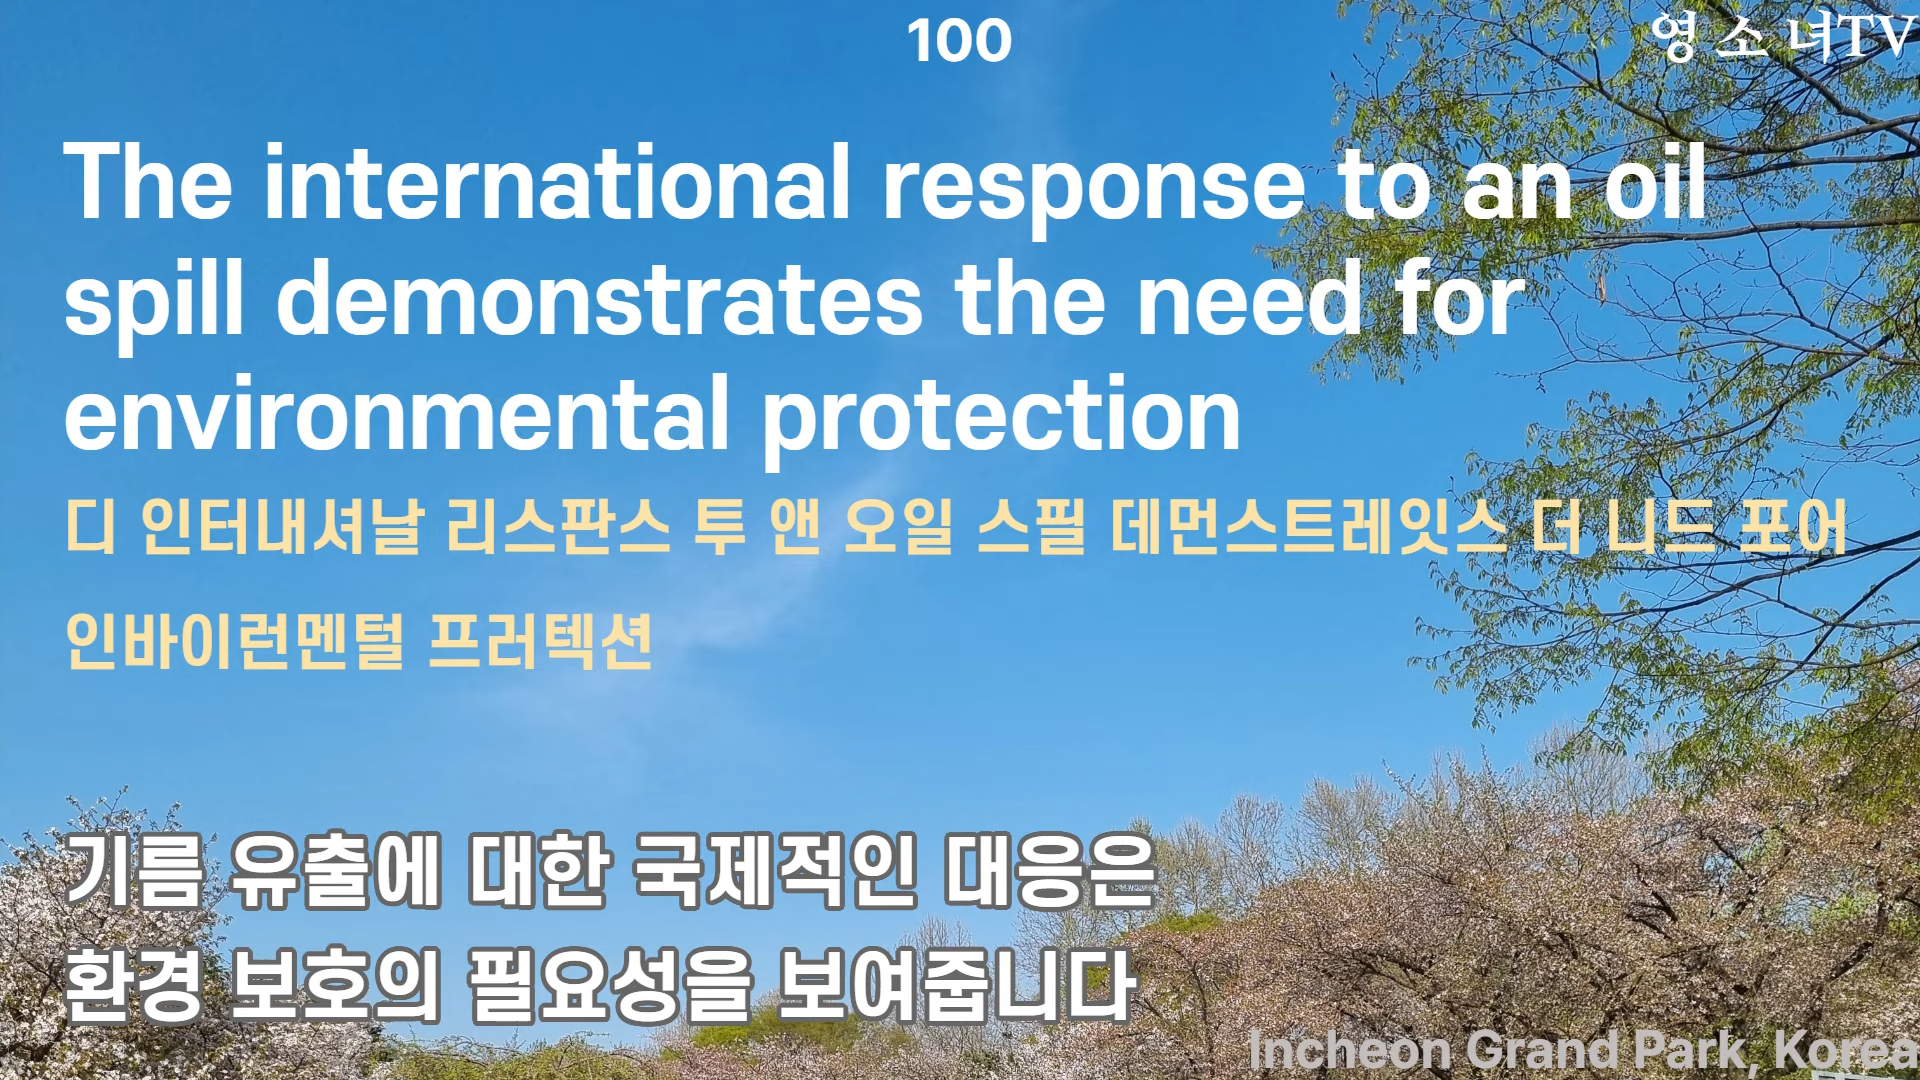 100
영 소 녀TV
The international response to an oil
spill demonstrates the need for
environmental protection
디 인터내셔날 리스판스 투 앤 오일 스필 데먼스트레잇스 더 니드 포어
인바이런멘털 프러텍션
기름 유출에 대한 국제적인 대응은
환경 보호의 필요성을 보여줍니다
Incheon Grand Park, Korea